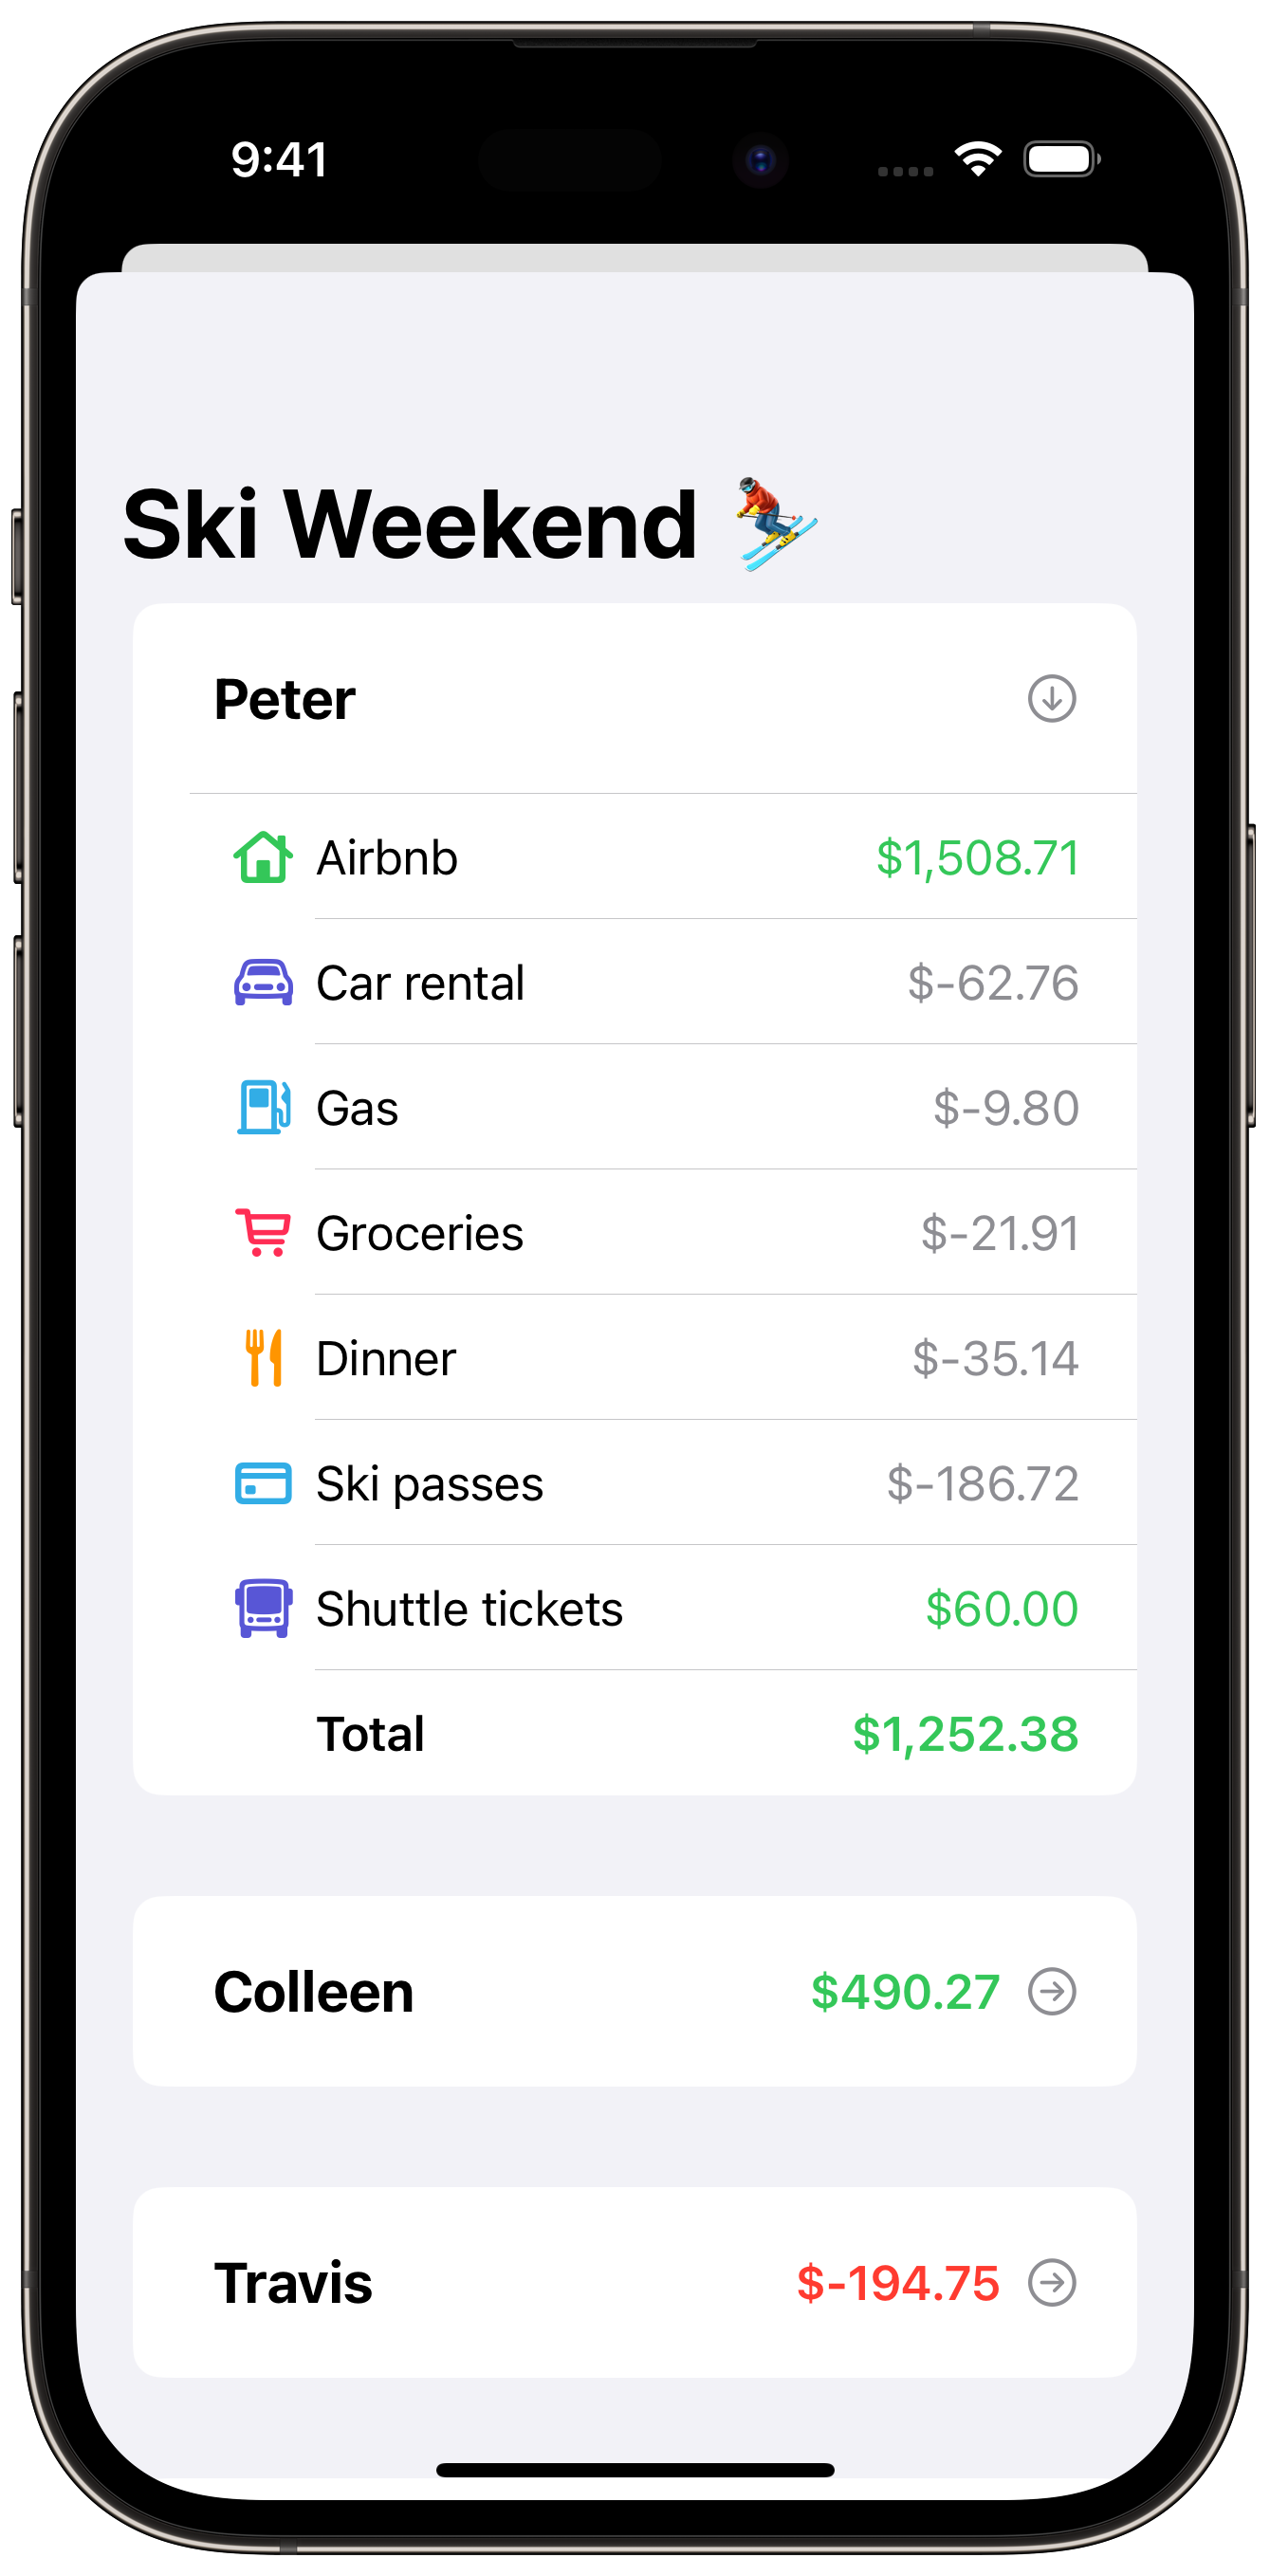 9:41
Ski Weekend ⛷️
Peter
Airbnb $1,508.71
Car rental $-62.76
Gas $-9.80
Groceries $-21.91
Dinner $-35.14
Ski passes $-186.72
Shuttle tickets $60.00
Total $1,252.38
Colleen $490.27
Travis $-194.75